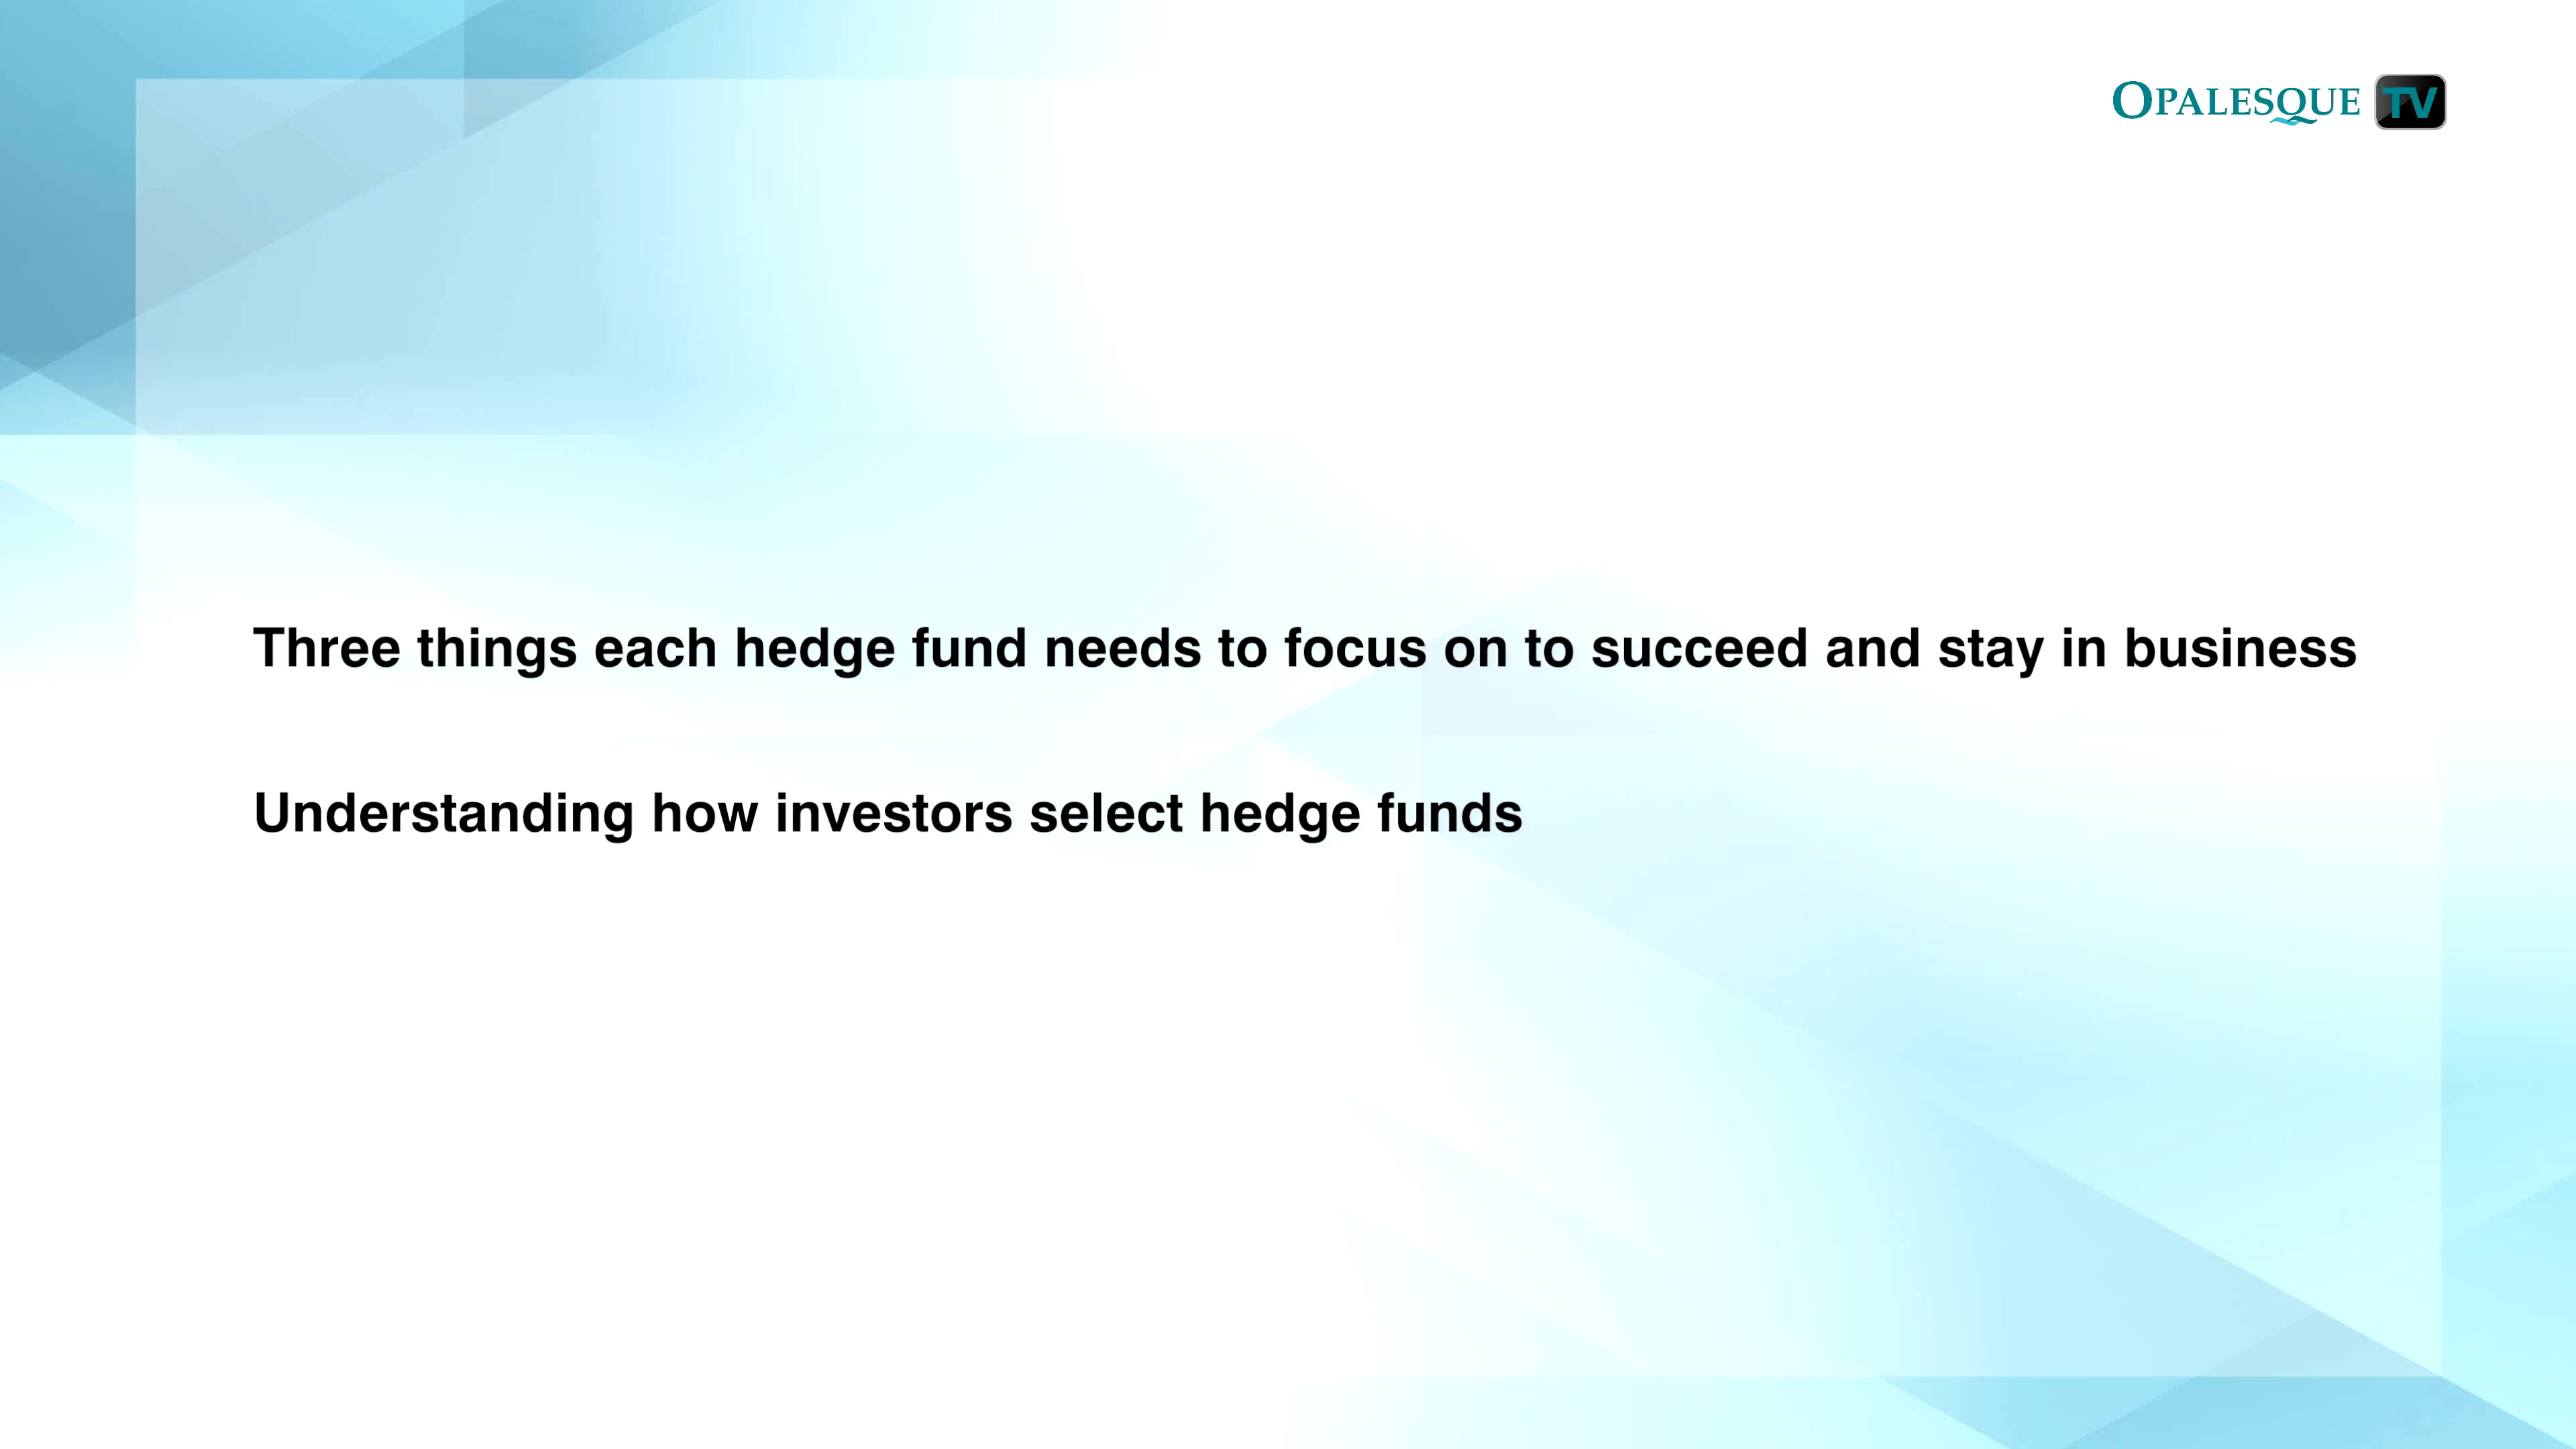 OPALESQUE TV
Three things each hedge fund needs to focus on to succeed and stay in business
Understanding how investors select hedge funds